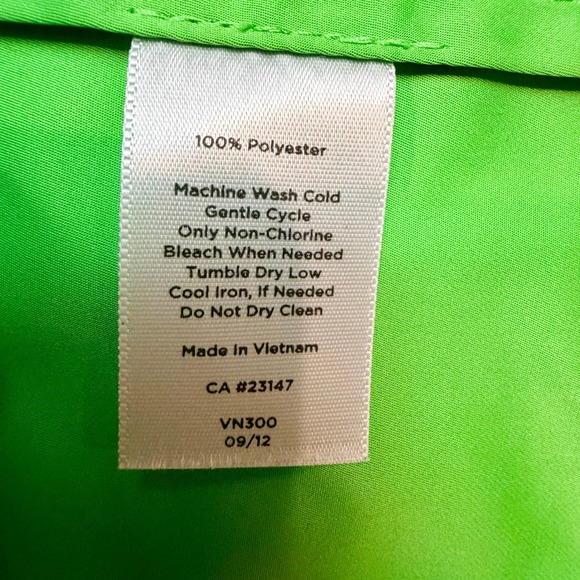 100% Polyester
Machine Wash Cold
Gentle Cycle
Only Non-Chlorine
Bleach When Needed
Tumble Dry Low
Cool Iron, If Needed
Do Not Dry Clean
Made In Vietnam
CA #23147
VN300
09/12